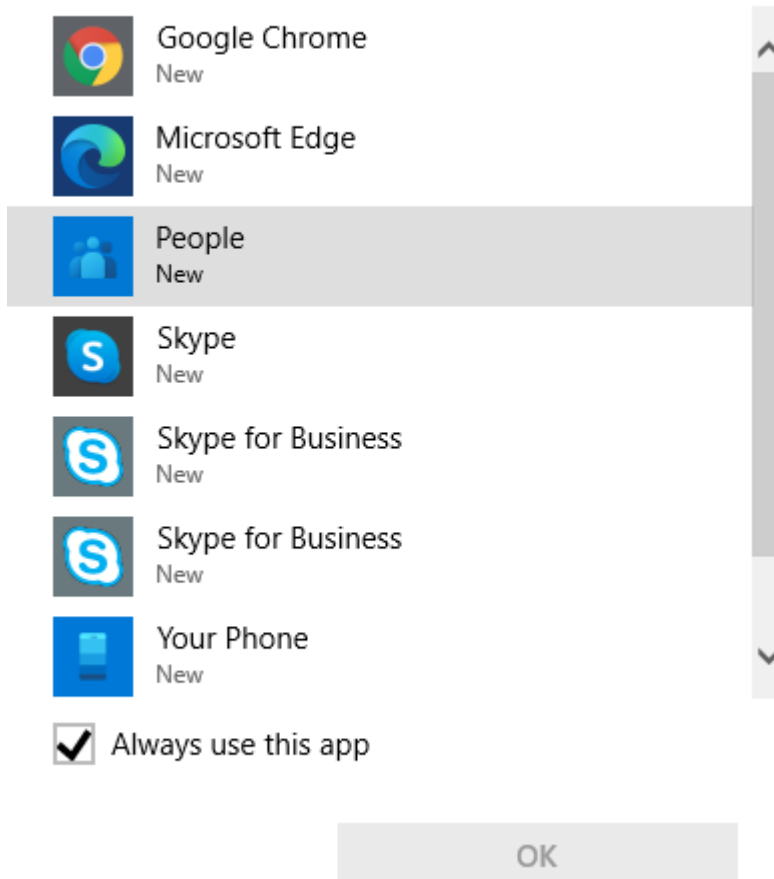 Google Chrome
New
Microsoft Edge
New
People
New
Skype
New
Skype for Business
New
Skype for Business
New
Your Phone
New
Always use this app
OK